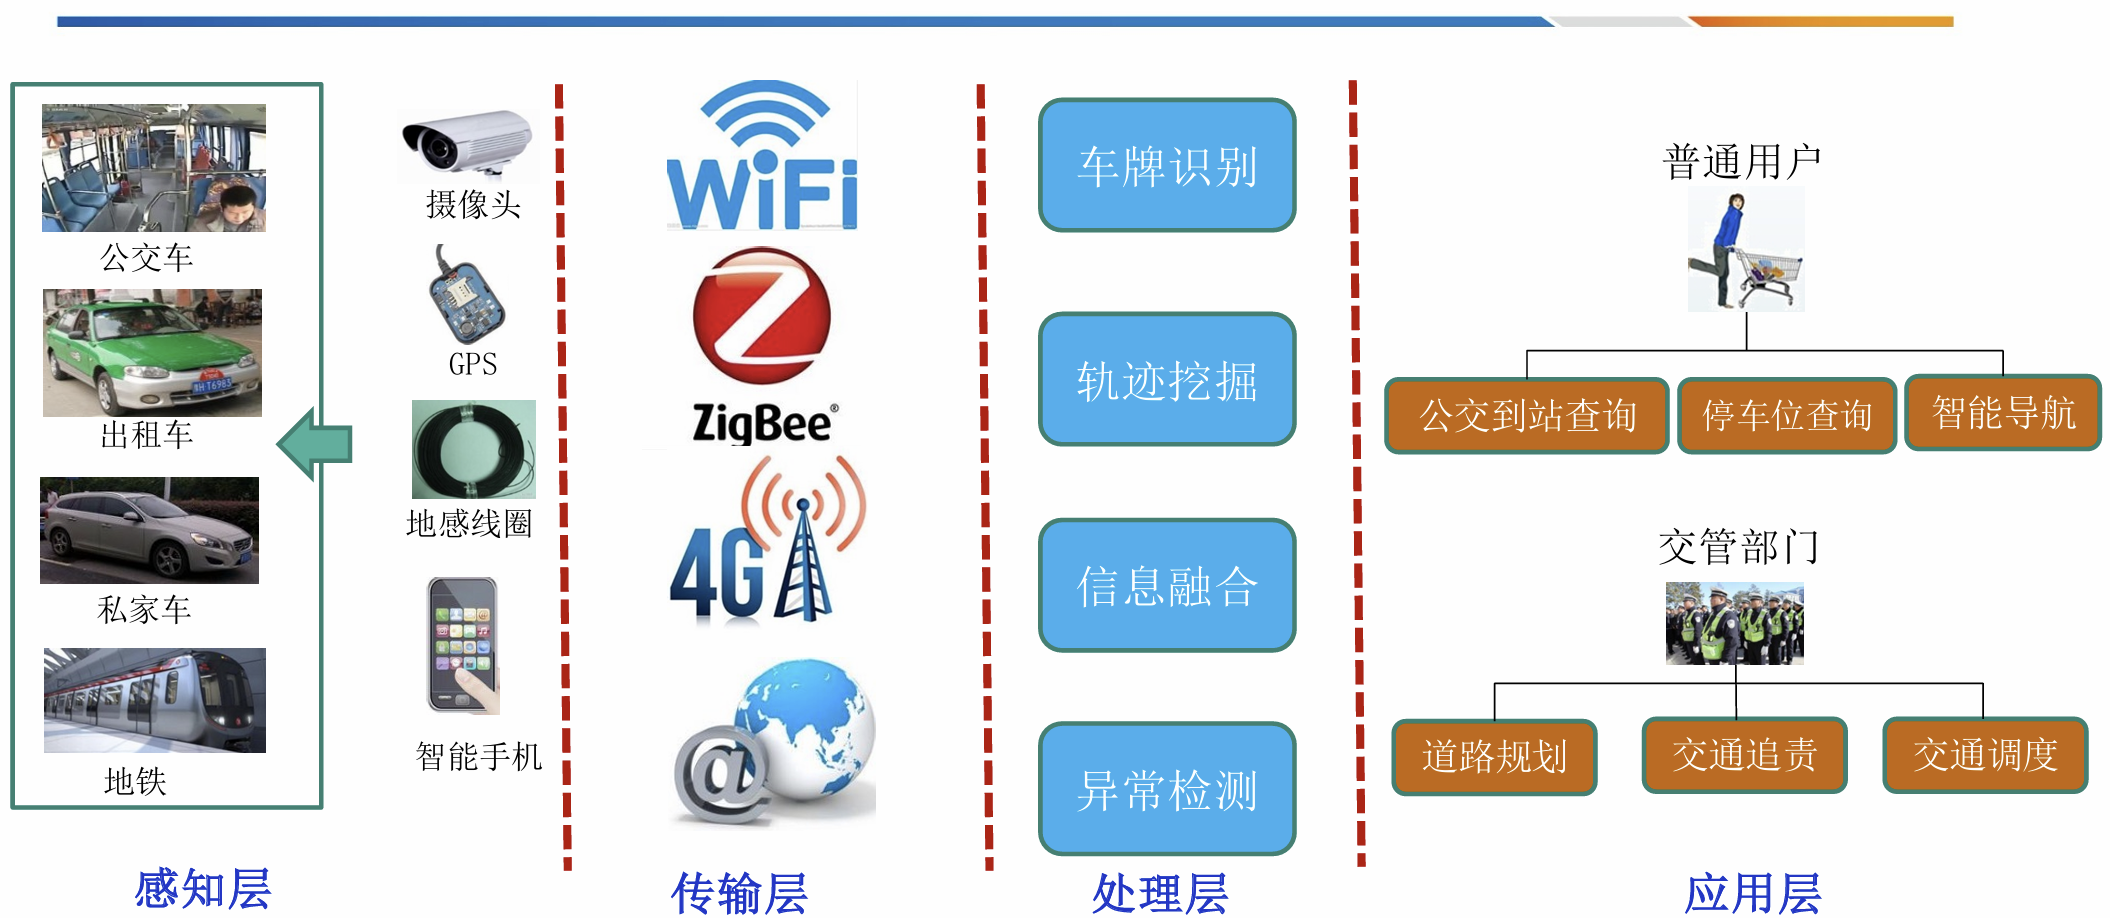 公交车
出租车
私家车
地铁
摄像头
GPS
地感线圈
智能手机
感知层
WiFi
ZigBee®
4G
@
传输层
车牌识别
轨迹挖掘
信息融合
异常检测
处理层
普通用户
公交到站查询
停车位查询
智能导航
交管部门
道路规划
交通追责
交通调度
应用层